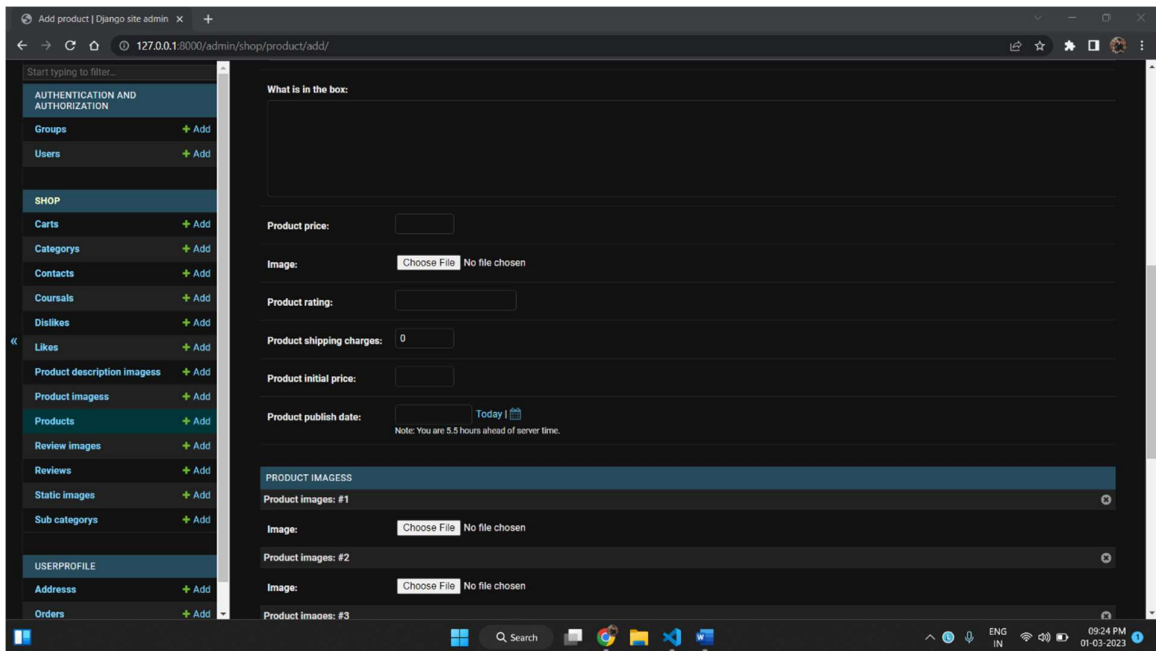 Add product | Django site admin
127.0.0.1:8000/admin/shop/product/add/
Start typing to filter...
AUTHENTICATION AND
AUTHORIZATION
Groups + Add
Users + Add
SHOP
Carts + Add
Categorys + Add
Contacts + Add
Coursals + Add
Dislikes + Add
Likes + Add
Product description imagess + Add
Product imagess + Add
Products + Add
Review images + Add
Reviews + Add
Static images + Add
Sub categorys + Add
USERPROFILE
Addresss + Add
Orders + Add
What is in the box:
Product price:
Image: Choose File No file chosen
Product rating:
Product shipping charges: 0
Product initial price:
Product publish date: Today |
Note: You are 5.5 hours ahead of server time.
PRODUCT IMAGESS
Product images: #1
Image: Choose File No file chosen
Product images: #2
Image: Choose File No file chosen
Product images: #3
Search
ENG
IN
09:24 PM
01-03-2023
1